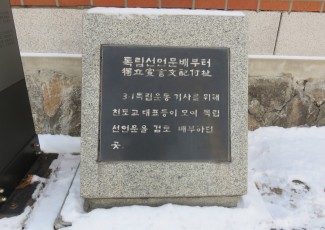 독립선언문배부터
獨立宣言文配付址
3.1독립운동 거사를 위해
천도교 대표들이 모여 독립
선언문을 검토 배부하던
곳